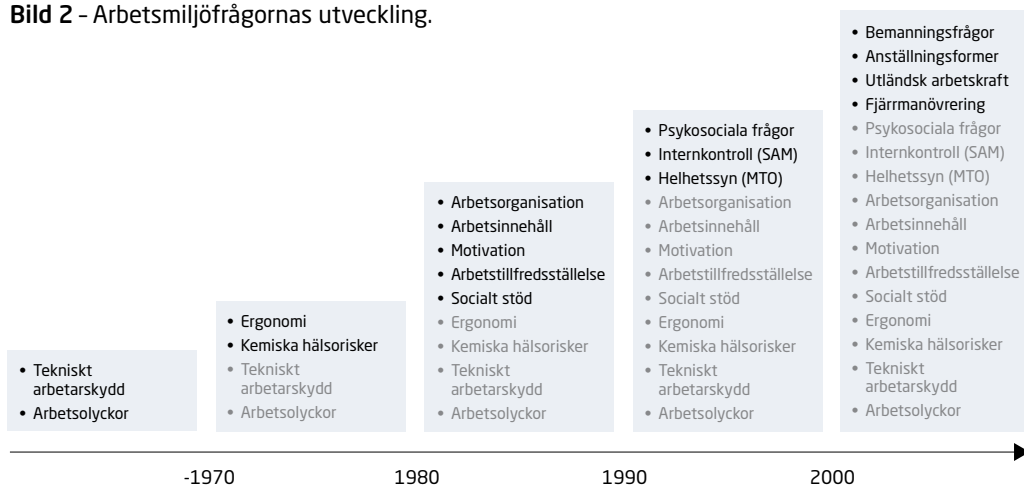 Bild 2 – Arbetsmiljöfrågornas utveckling.
• Tekniskt
arbetarskydd
• Arbetsolyckor
• Ergonomi
• Kemiska hälsorisker
• Tekniskt
arbetarskydd
• Arbetsolyckor
• Arbetsorganisation
• Arbetsinnehåll
• Motivation
• Arbetstillfredsställelse
• Socialt stöd
• Ergonomi
• Kemiska hälsorisker
• Tekniskt
arbetarskydd
• Arbetsolyckor
• Psykosociala frågor
• Internkontroll (SAM)
• Helhetssyn (MTO)
• Arbetsorganisation
• Arbetsinnehåll
• Motivation
• Arbetstillfredsställelse
• Socialt stöd
• Ergonomi
• Kemiska hälsorisker
• Tekniskt
arbetarskydd
• Arbetsolyckor
• Bemanningsfrågor
• Anställningsformer
• Utländsk arbetskraft
• Fjärrmanövrering
• Psykosociala frågor
• Internkontroll (SAM)
• Helhetssyn (MTO)
• Arbetsorganisation
• Arbetsinnehåll
• Motivation
• Arbetstillfredsställelse
• Socialt stöd
• Ergonomi
• Kemiska hälsorisker
• Tekniskt
arbetarskydd
• Arbetsolyckor
-1970 1980 1990 2000